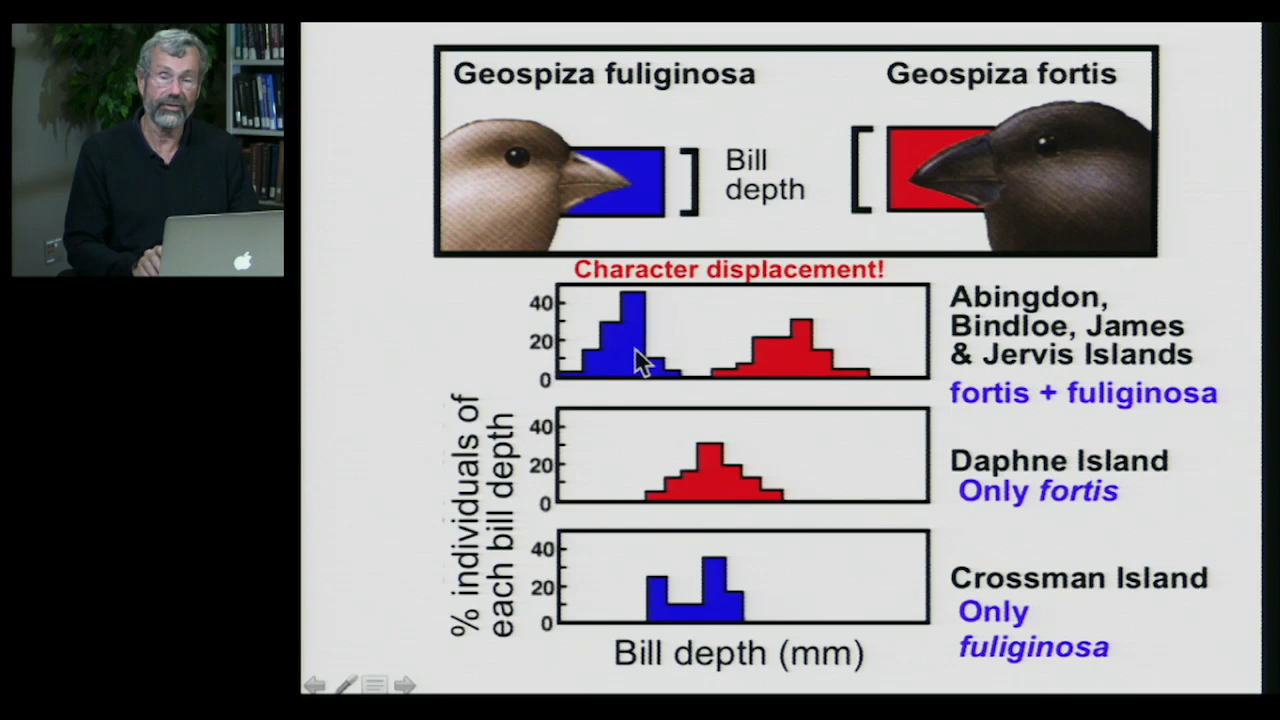 Geospiza fuliginosa
Geospiza fortis
Bill
depth
Character displacement!
40
20
0
Abingdon,
Bindloe, James
& Jervis Islands
fortis + fuliginosa
40
20
0
Daphne Island
Only fortis
40
20
0
Crossman Island
Only
fuliginosa
% individuals of
each bill depth
Bill depth (mm)